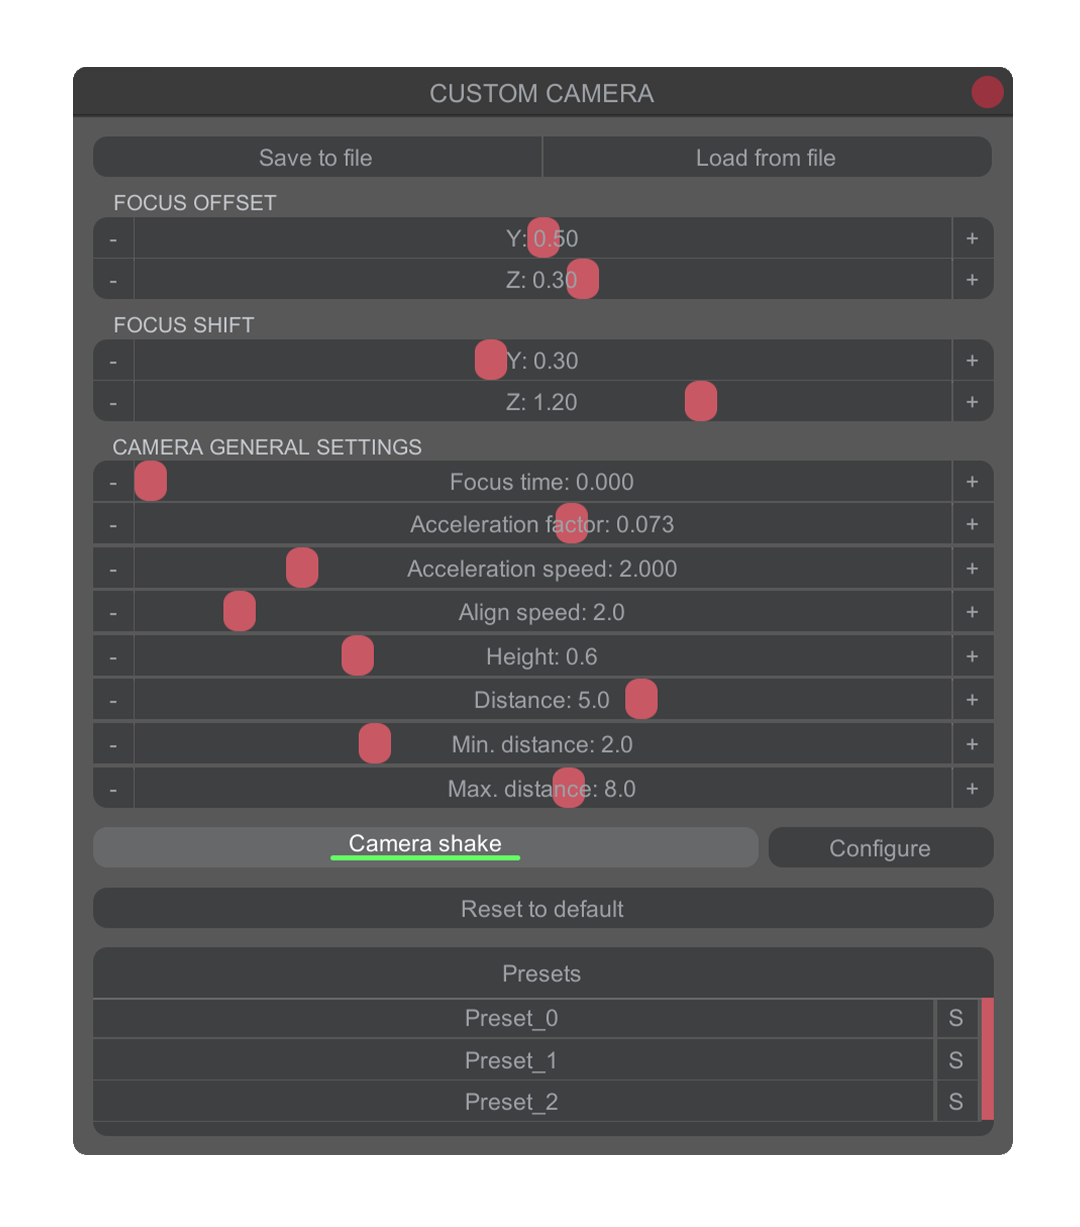 CUSTOM CAMERA
Save to file Load from file
FOCUS OFFSET
- Y: 0.50 +
- Z: 0.30 +
FOCUS SHIFT
- Y: 0.30 +
- Z: 1.20 +
CAMERA GENERAL SETTINGS
- Focus time: 0.000 +
- Acceleration factor: 0.073 +
- Acceleration speed: 2.000 +
- Align speed: 2.0 +
- Height: 0.6 +
- Distance: 5.0 +
- Min. distance: 2.0 +
- Max. distance: 8.0 +
Camera shake Configure
Reset to default
Presets
Preset_0 S
Preset_1 S
Preset_2 S